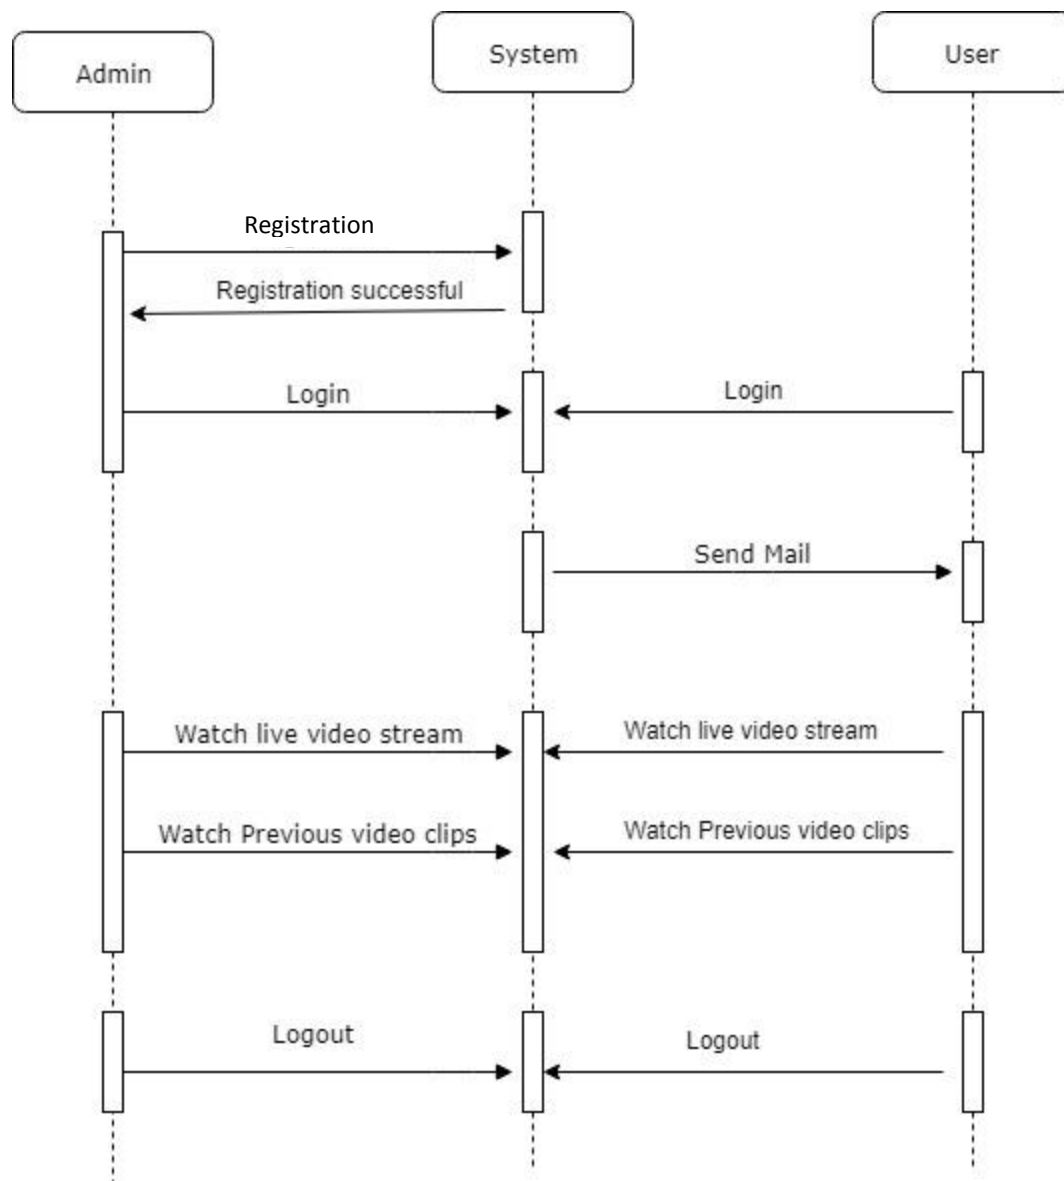 Admin
System
User
Registration
Registration successful
Login
Login
Send Mail
Watch live video stream
Watch live video stream
Watch Previous video clips
Watch Previous video clips
Logout
Logout